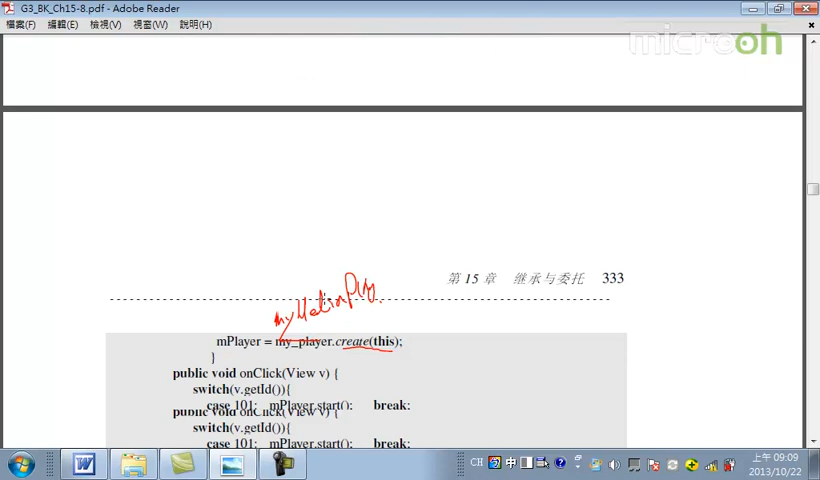 G3_BK_Ch15-8.pdf - Adobe Reader
檔案(F) 編輯(E) 檢視(V) 視窗(W) 說明(H)
microoh
第 15 章 继承与委托 333
myMediaPlay
mPlayer = my_player.create(this);
}
public void onClick(View v) {
switch(v.getId()){
case 101: mPlayer.start(); break;
public void onClick(View v) {
switch(v.getId()){
case 101: mPlayer.start(); break;
CH 中
上午 09:09
2013/10/22